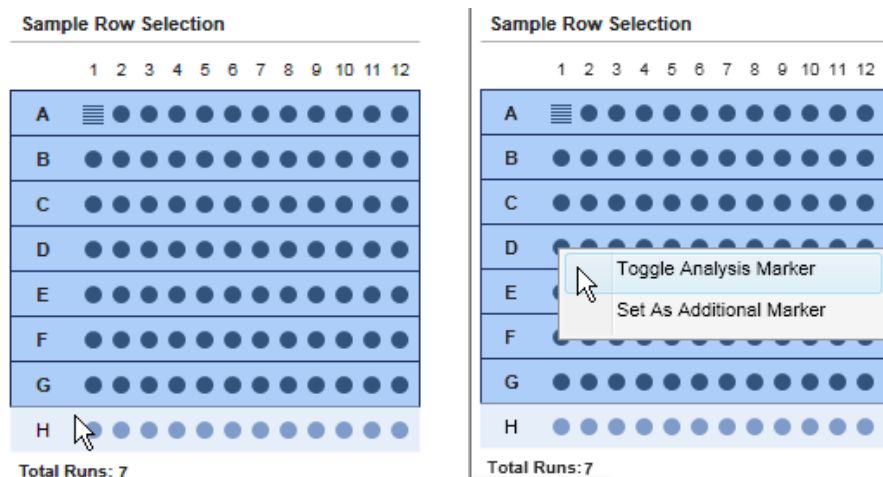 Sample Row Selection
1 2 3 4 5 6 7 8 9 10 11 12
A
B
C
D
E
F
G
H
Total Runs: 7
Sample Row Selection
1 2 3 4 5 6 7 8 9 10 11 12
A
B
C
D
Toggle Analysis Marker
E
Set As Additional Marker
F
G
H
Total Runs: 7